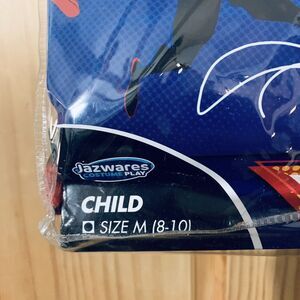 Jazwares
COSTUME PLAY
CHILD
SIZE M (8-10)